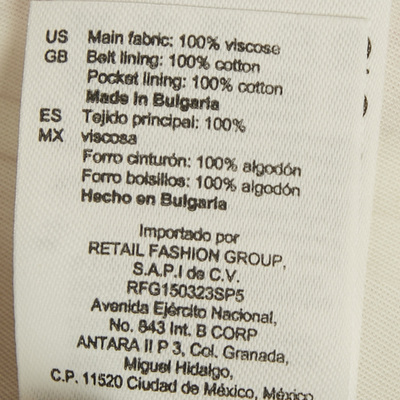 US Main fabric: 100% viscose
GB Belt lining: 100% cotton
Pocket lining: 100% cotton
Made in Bulgaria
ES Tejido principal: 100%
MX viscosa
Forro cinturón: 100% algodón
Forro bolsillos: 100% algodón
Hecho en Bulgaria
Importado por
RETAIL FASHION GROUP,
S.A.P.I de C.V.
RFG150323SP5
Avenida Ejército Nacional,
No. 843 Int. B CORP
ANTARA II P 3, Col. Granada,
Miguel Hidalgo,
C.P. 11520 Ciudad de México, México